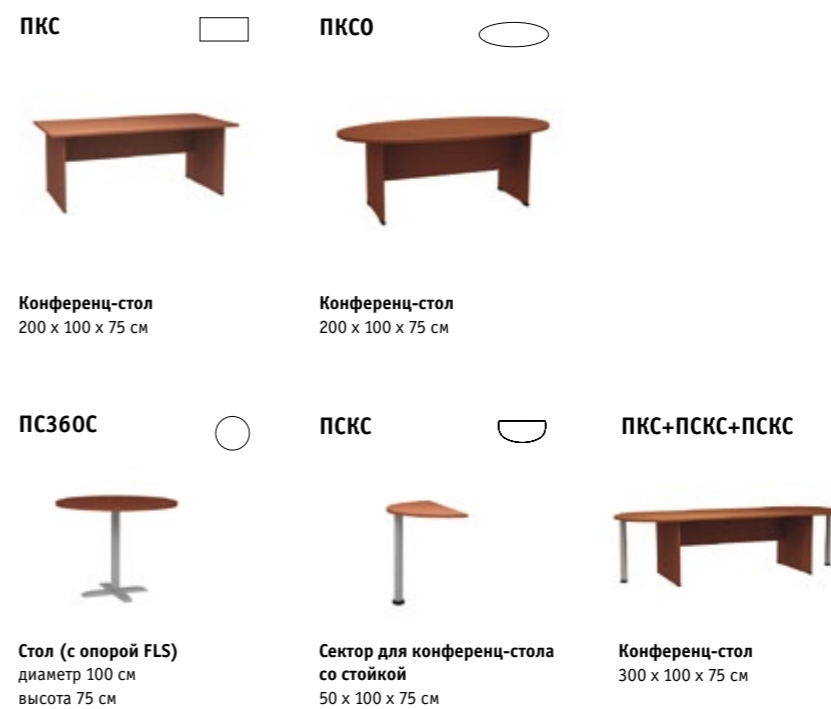 ПКС
ПКСО
Конференц-стол
200 x 100 x 75 см
Конференц-стол
200 x 100 x 75 см
ПС360С
ПСКС
ПКС+ПСКС+ПСКС
Стол (с опорой FLS)
диаметр 100 см
высота 75 см
Сектор для конференц-стола
со стойкой
50 x 100 x 75 см
Конференц-стол
300 x 100 x 75 см